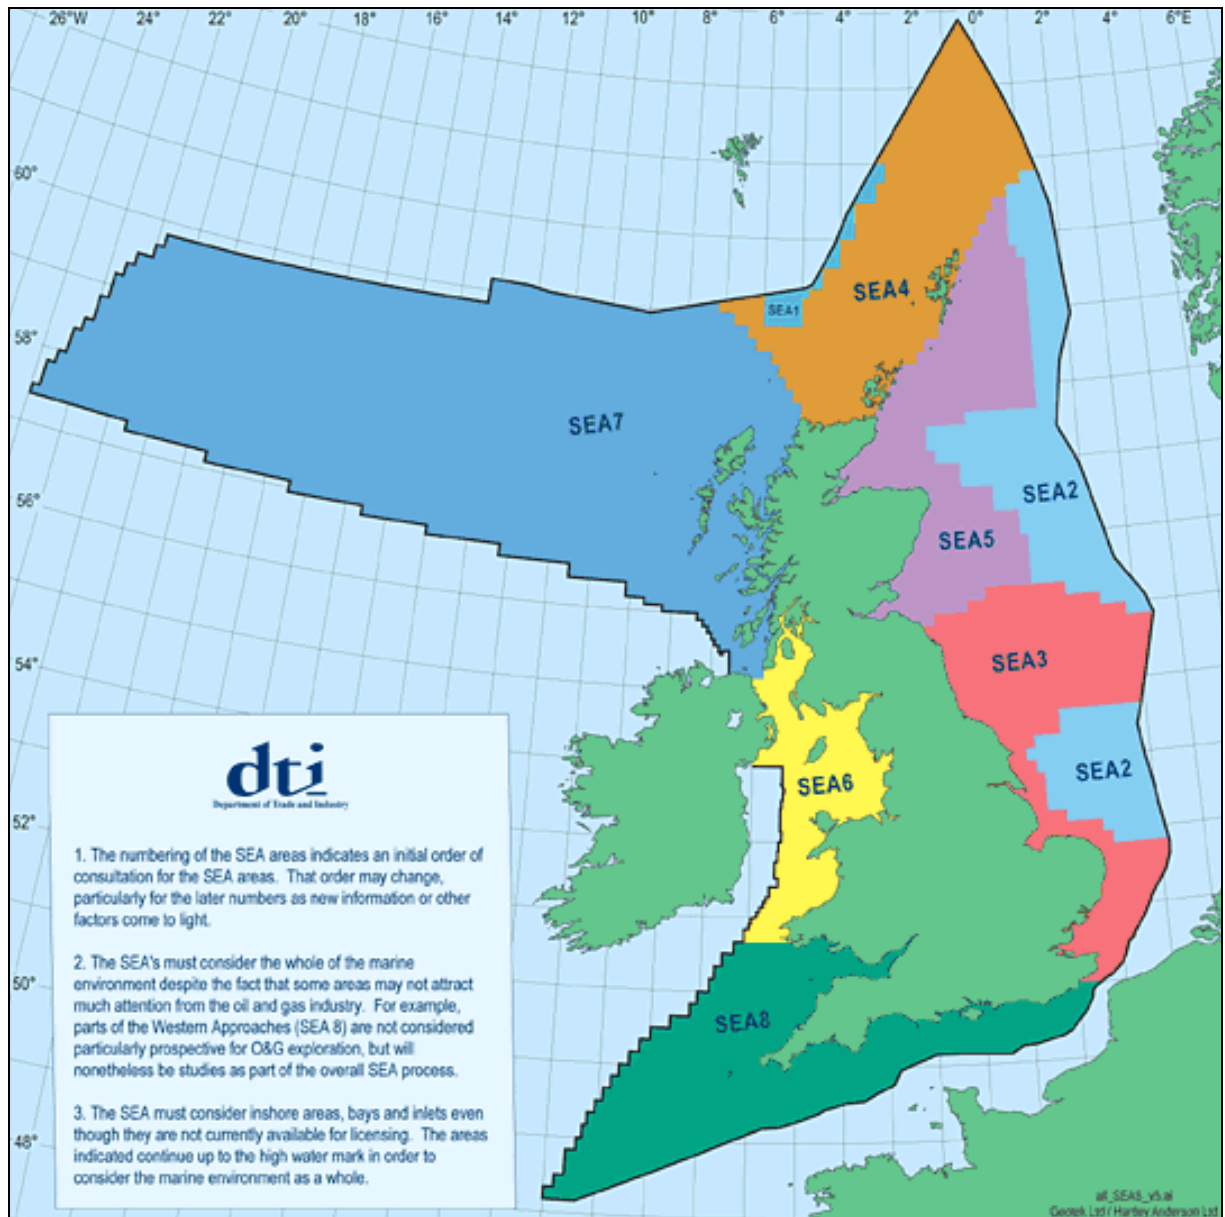 26°W 24° 22° 20° 18° 16° 14° 12° 10° 8° 6° 4° 2° 0° 2° 4° 6°E
60°
58°
56°
54°
52°
50°
48°
SEA4
SEA1
SEA7
SEA2
SEA5
SEA3
SEA2
SEA6
SEA8
dti
Department of Trade and Industry
1. The numbering of the SEA areas indicates an initial order of
consultation for the SEA areas. That order may change,
particularly for the later numbers as new information or other
factors come to light.
2. The SEA's must consider the whole of the marine
environment despite the fact that some areas may not attract
much attention from the oil and gas industry. For example,
parts of the Western Approaches (SEA 8) are not considered
particularly prospective for O&G exploration, but will
nonetheless be studies as part of the overall SEA process.
3. The SEA must consider inshore areas, bays and inlets even
though they are not currently available for licensing. The areas
indicated continue up to the high water mark in order to
consider the marine environment as a whole.
all_SEAS_v5.ai
Geotek Ltd / Hartley Anderson Ltd